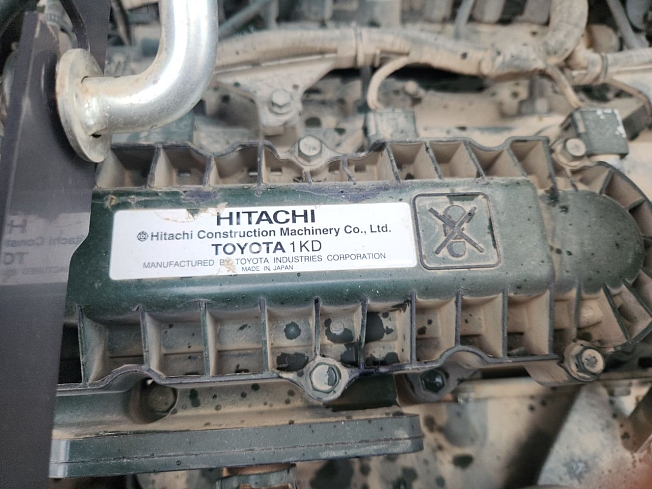 HITACHI
Hitachi Construction Machinery Co., Ltd.
TOYOTA 1KD
MANUFACTURED BY TOYOTA INDUSTRIES CORPORATION
MADE IN JAPAN